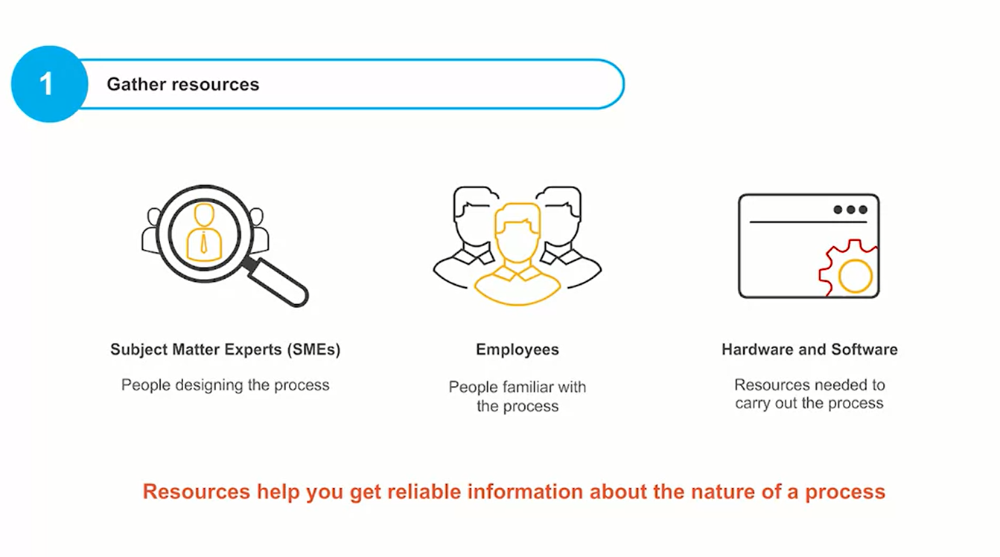 1
Gather resources
Subject Matter Experts (SMEs)
People designing the process
Employees
People familiar with
the process
Hardware and Software
Resources needed to
carry out the process
Resources help you get reliable information about the nature of a process